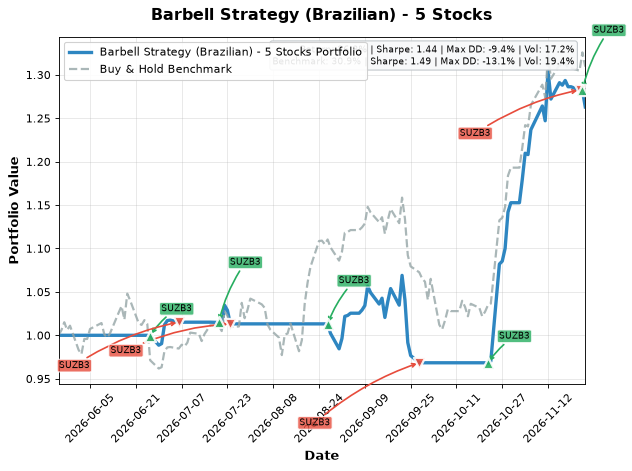 Barbell Strategy (Brazilian) - 5 Stocks
SUZB3
Barbell Strategy (Brazilian) - 5 Stocks Portfolio
Buy & Hold Benchmark
| Sharpe: 1.44 | Max DD: -9.4% | Vol: 17.2%
Benchmark: 30.9% | Sharpe: 1.49 | Max DD: -13.1% | Vol: 19.4%
1.30
1.25
1.20
1.15
1.10
1.05
1.00
0.95
Portfolio Value
SUZB3
SUZB3
SUZB3
SUZB3
SUZB3
SUZB3
SUZB3
SUZB3
2026-06-05
2026-06-21
2026-07-07
2026-07-23
2026-08-08
2026-08-24
2026-09-09
2026-09-25
2026-10-11
2026-10-27
2026-11-12
Date